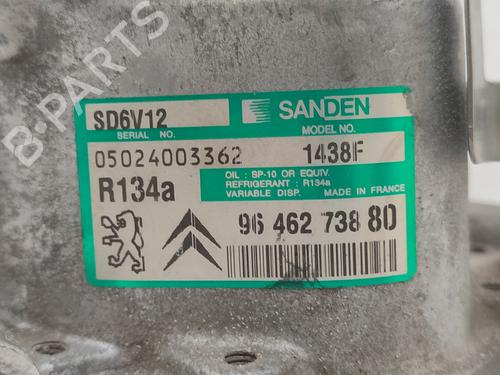 B-PARTS
SD6V12
SANDEN
SERIAL NO.
MODEL NO.
05024003362
1438F
R134a
OIL : SP-10 OR EQUIV.
REFRIGERANT : R134a
VARIABLE DISP. MADE IN FRANCE
96 462 738 80